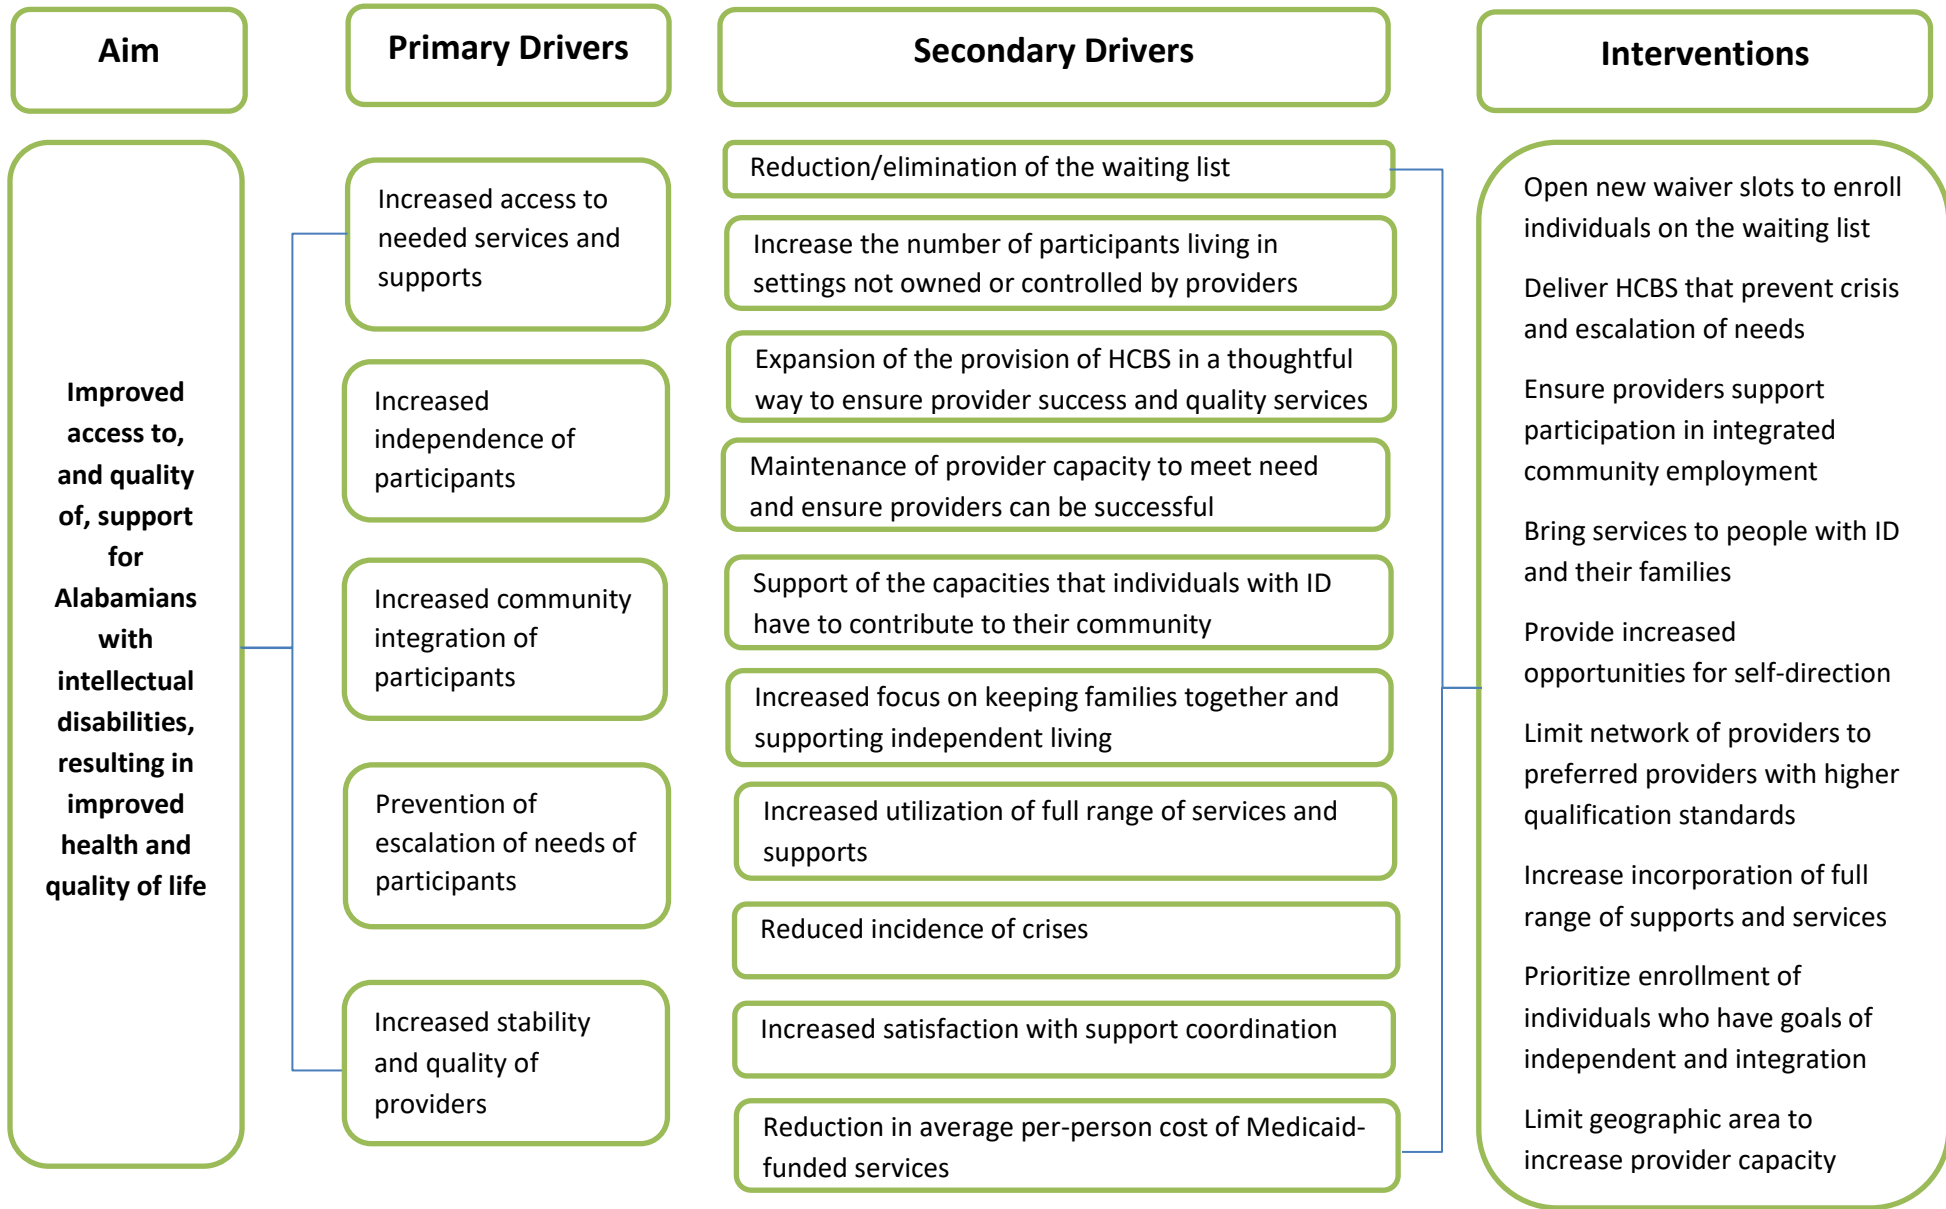 Aim
Primary Drivers
Secondary Drivers
Interventions
Improved
access to,
and quality
of, support
for
Alabamians
with
intellectual
disabilities,
resulting in
improved
health and
quality of life
Increased access to
needed services and
supports
Increased
independence of
participants
Increased community
integration of
participants
Prevention of
escalation of needs of
participants
Increased stability
and quality of
providers
Reduction/elimination of the waiting list
Increase the number of participants living in
settings not owned or controlled by providers
Expansion of the provision of HCBS in a thoughtful
way to ensure provider success and quality services
Maintenance of provider capacity to meet need
and ensure providers can be successful
Support of the capacities that individuals with ID
have to contribute to their community
Increased focus on keeping families together and
supporting independent living
Increased utilization of full range of services and
supports
Reduced incidence of crises
Increased satisfaction with support coordination
Reduction in average per-person cost of Medicaid-
funded services
Open new waiver slots to enroll
individuals on the waiting list
Deliver HCBS that prevent crisis
and escalation of needs
Ensure providers support
participation in integrated
community employment
Bring services to people with ID
and their families
Provide increased
opportunities for self-direction
Limit network of providers to
preferred providers with higher
qualification standards
Increase incorporation of full
range of supports and services
Prioritize enrollment of
individuals who have goals of
independent and integration
Limit geographic area to
increase provider capacity